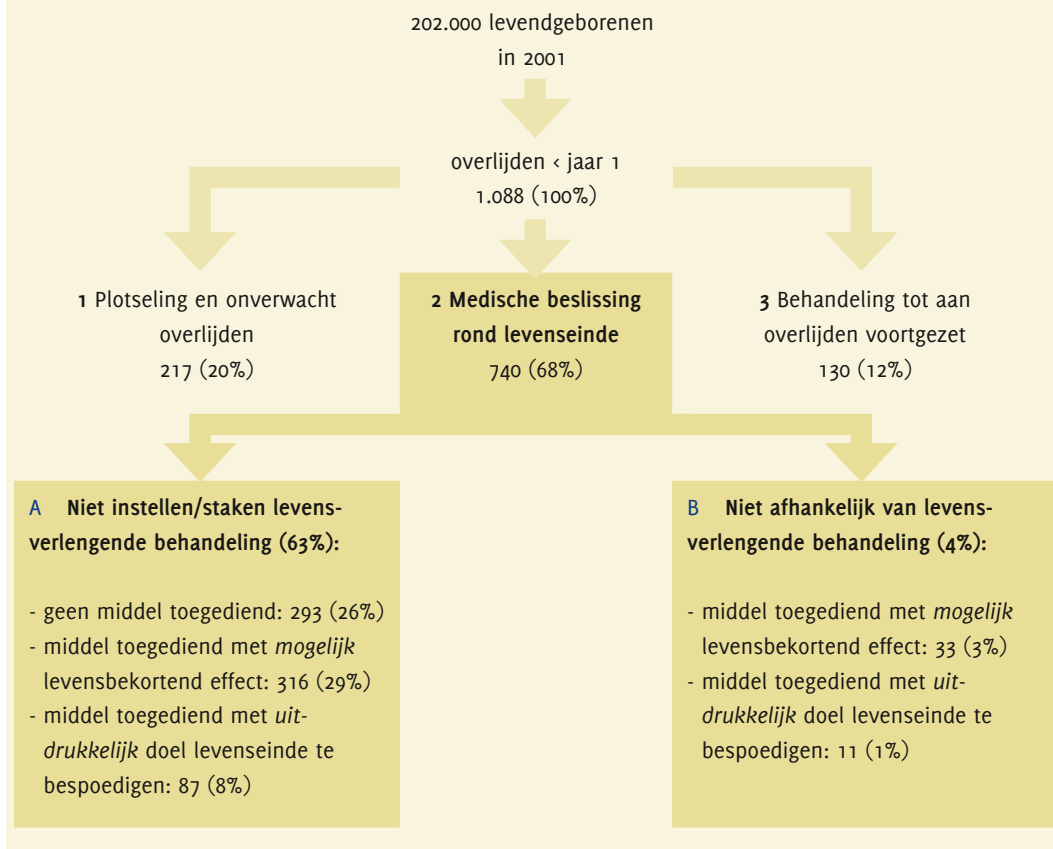 202.000 levendgeborenen
in 2001
overlijden < jaar 1
1.088 (100%)
1 Plotseling en onverwacht
overlijden
217 (20%)
2 Medische beslissing
rond levenseinde
740 (68%)
3 Behandeling tot aan
overlijden voortgezet
130 (12%)
A Niet instellen/staken levens-
verlengende behandeling (63%):
- geen middel toegediend: 293 (26%)
- middel toegediend met mogelijk
levensbekortend effect: 316 (29%)
- middel toegediend met uit-
drukkelijk doel levenseinde te
bespoedigen: 87 (8%)
B Niet afhankelijk van levens-
verlengende behandeling (4%):
- middel toegediend met mogelijk
levensbekortend effect: 33 (3%)
- middel toegediend met uit-
drukkelijk doel levenseinde te
bespoedigen: 11 (1%)